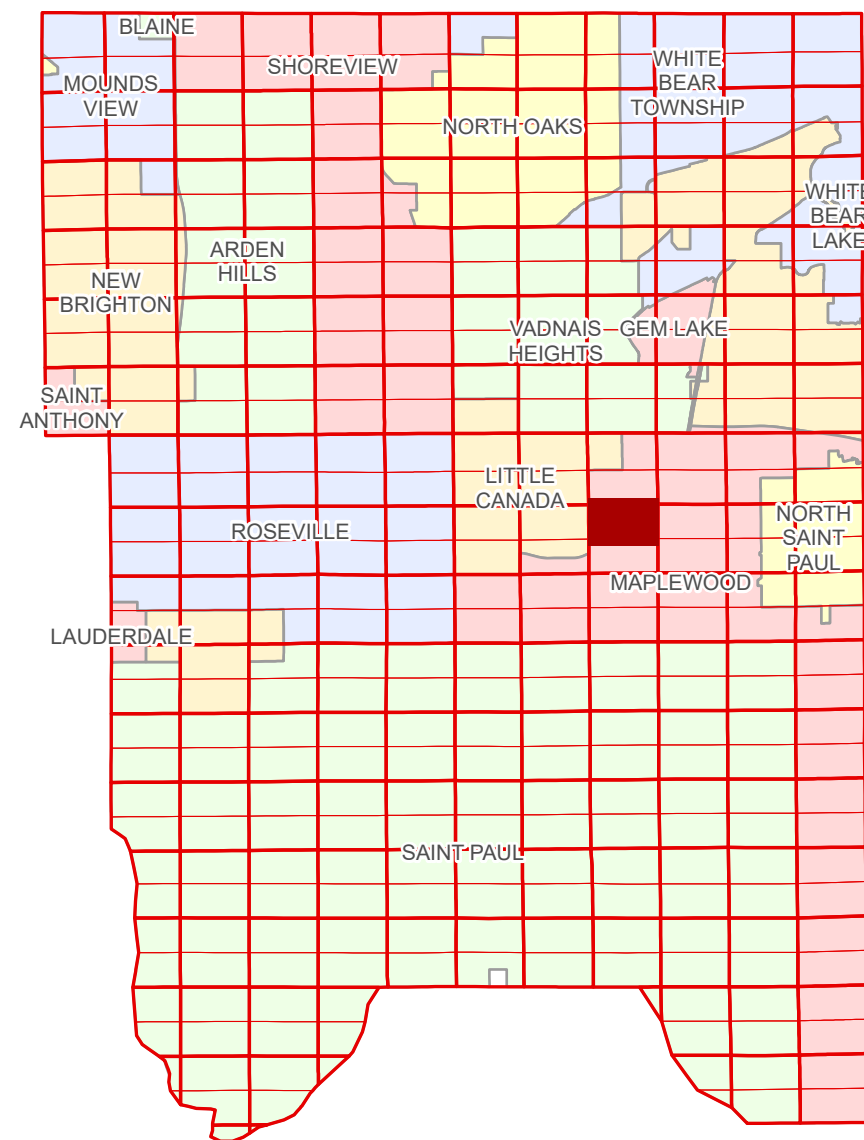 BLAINE
SHOREVIEW
MOUNDS
VIEW
WHITE
BEAR
TOWNSHIP
NORTH OAKS
WHITE
BEAR
LAKE
ARDEN
HILLS
NEW
BRIGHTON
VADNAIS
HEIGHTS
GEM LAKE
SAINT
ANTHONY
LITTLE
CANADA
ROSEVILLE
NORTH
SAINT
PAUL
MAPLEWOOD
LAUDERDALE
SAINT PAUL